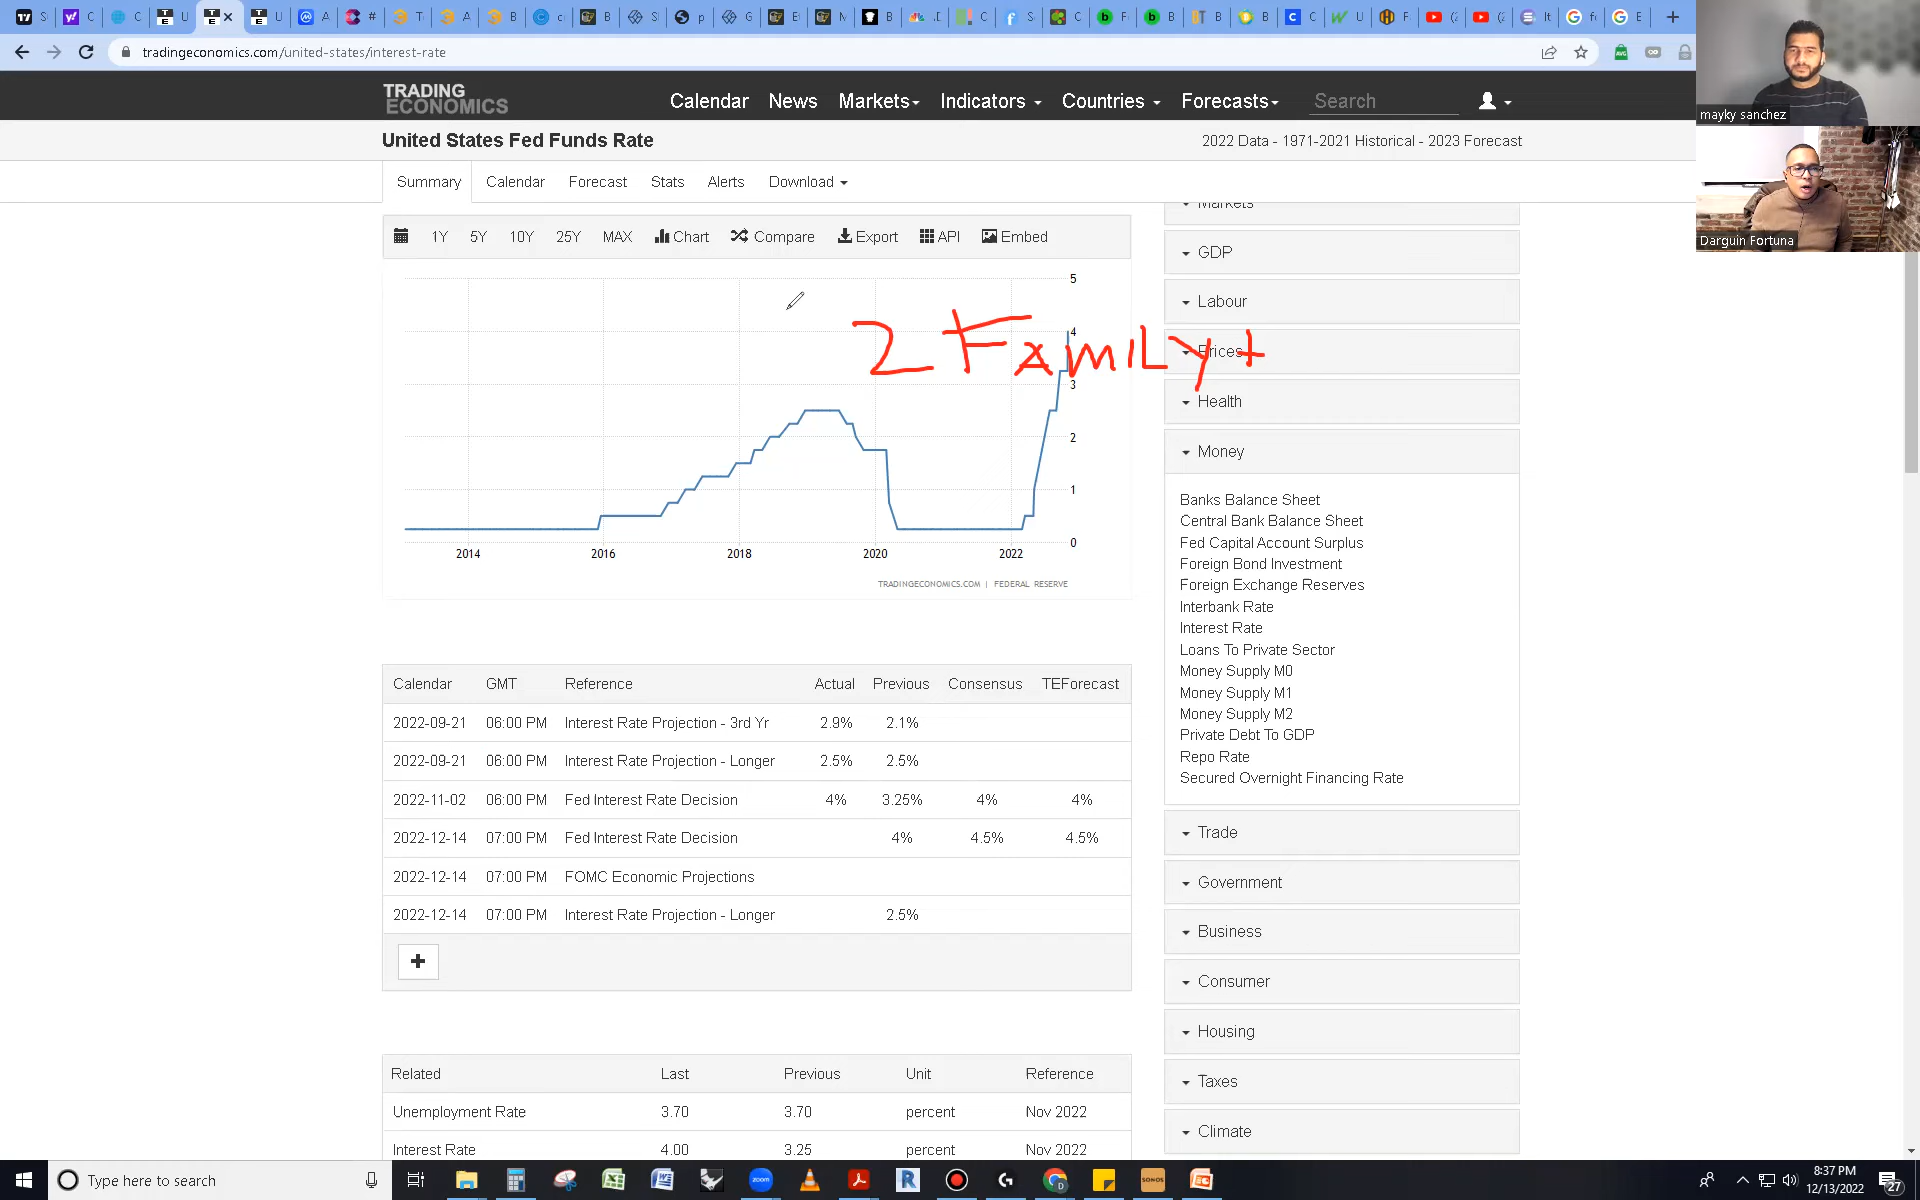 tradingeconomics.com/united-states/interest-rate
mayky sanchez
Darguin Fortuna
TRADING
ECONOMICS
Calendar News Markets Indicators Countries Forecasts Search
United States Fed Funds Rate
2022 Data - 1971-2021 Historical - 2023 Forecast
Summary Calendar Forecast Stats Alerts Download
1Y 5Y 10Y 25Y MAX Chart Compare Export API Embed
5
4
3
2
1
0
2014 2016 2018 2020 2022
TRADINGECONOMICS.COM | FEDERAL RESERVE
2 Family+
Calendar GMT Reference Actual Previous Consensus TEForecast
2022-09-21 06:00 PM Interest Rate Projection - 3rd Yr 2.9% 2.1%
2022-09-21 06:00 PM Interest Rate Projection - Longer 2.5% 2.5%
2022-11-02 06:00 PM Fed Interest Rate Decision 4% 3.25% 4% 4%
2022-12-14 07:00 PM Fed Interest Rate Decision 4% 4.5% 4.5%
2022-12-14 07:00 PM FOMC Economic Projections
2022-12-14 07:00 PM Interest Rate Projection - Longer 2.5%
Related Last Previous Unit Reference
Unemployment Rate 3.70 3.70 percent Nov 2022
Interest Rate 4.00 3.25 percent Nov 2022
Markets
GDP
Labour
Prices
Health
Money
Banks Balance Sheet
Central Bank Balance Sheet
Fed Capital Account Surplus
Foreign Bond Investment
Foreign Exchange Reserves
Interbank Rate
Interest Rate
Loans To Private Sector
Money Supply M0
Money Supply M1
Money Supply M2
Private Debt To GDP
Repo Rate
Secured Overnight Financing Rate
Trade
Government
Business
Consumer
Housing
Taxes
Climate
Type here to search
zoom
SONOS
8:37 PM
12/13/2022
27